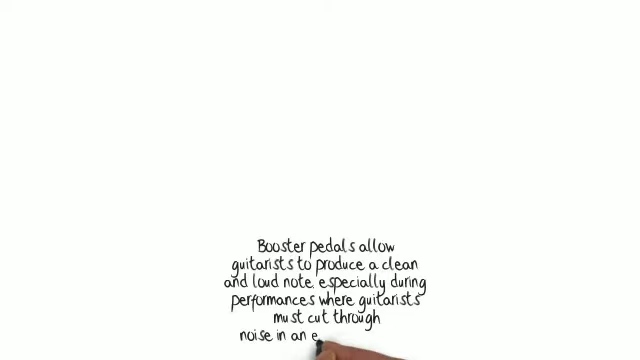 Booster pedals allow
guitarists to produce a clean
and loud note, especially during
performances where guitarists
must cut through
noise in an e